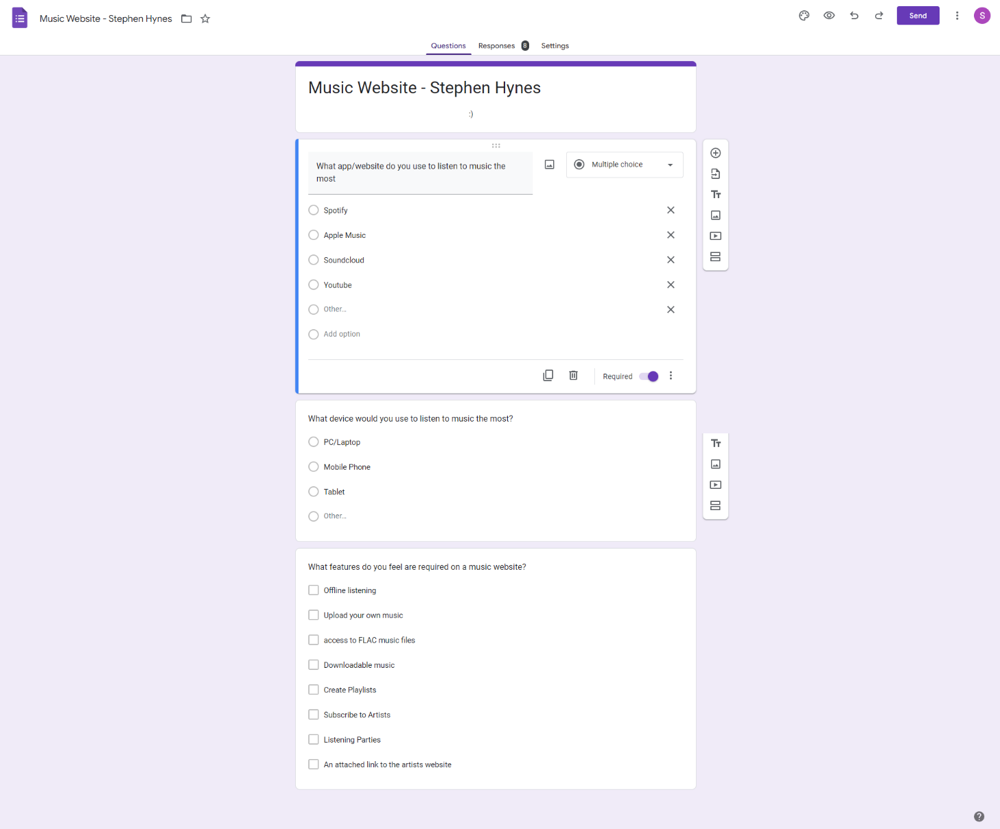 Music Website - Stephen Hynes
Send
S
Questions
Responses 8
Settings
Music Website - Stephen Hynes
:)
What app/website do you use to listen to music the
most
Multiple choice
Spotify
Apple Music
Soundcloud
Youtube
Other...
Add option
Required
What device would you use to listen to music the most?
PC/Laptop
Mobile Phone
Tablet
Other...
What features do you feel are required on a music website?
Offline listening
Upload your own music
access to FLAC music files
Downloadable music
Create Playlists
Subscribe to Artists
Listening Parties
An attached link to the artists website